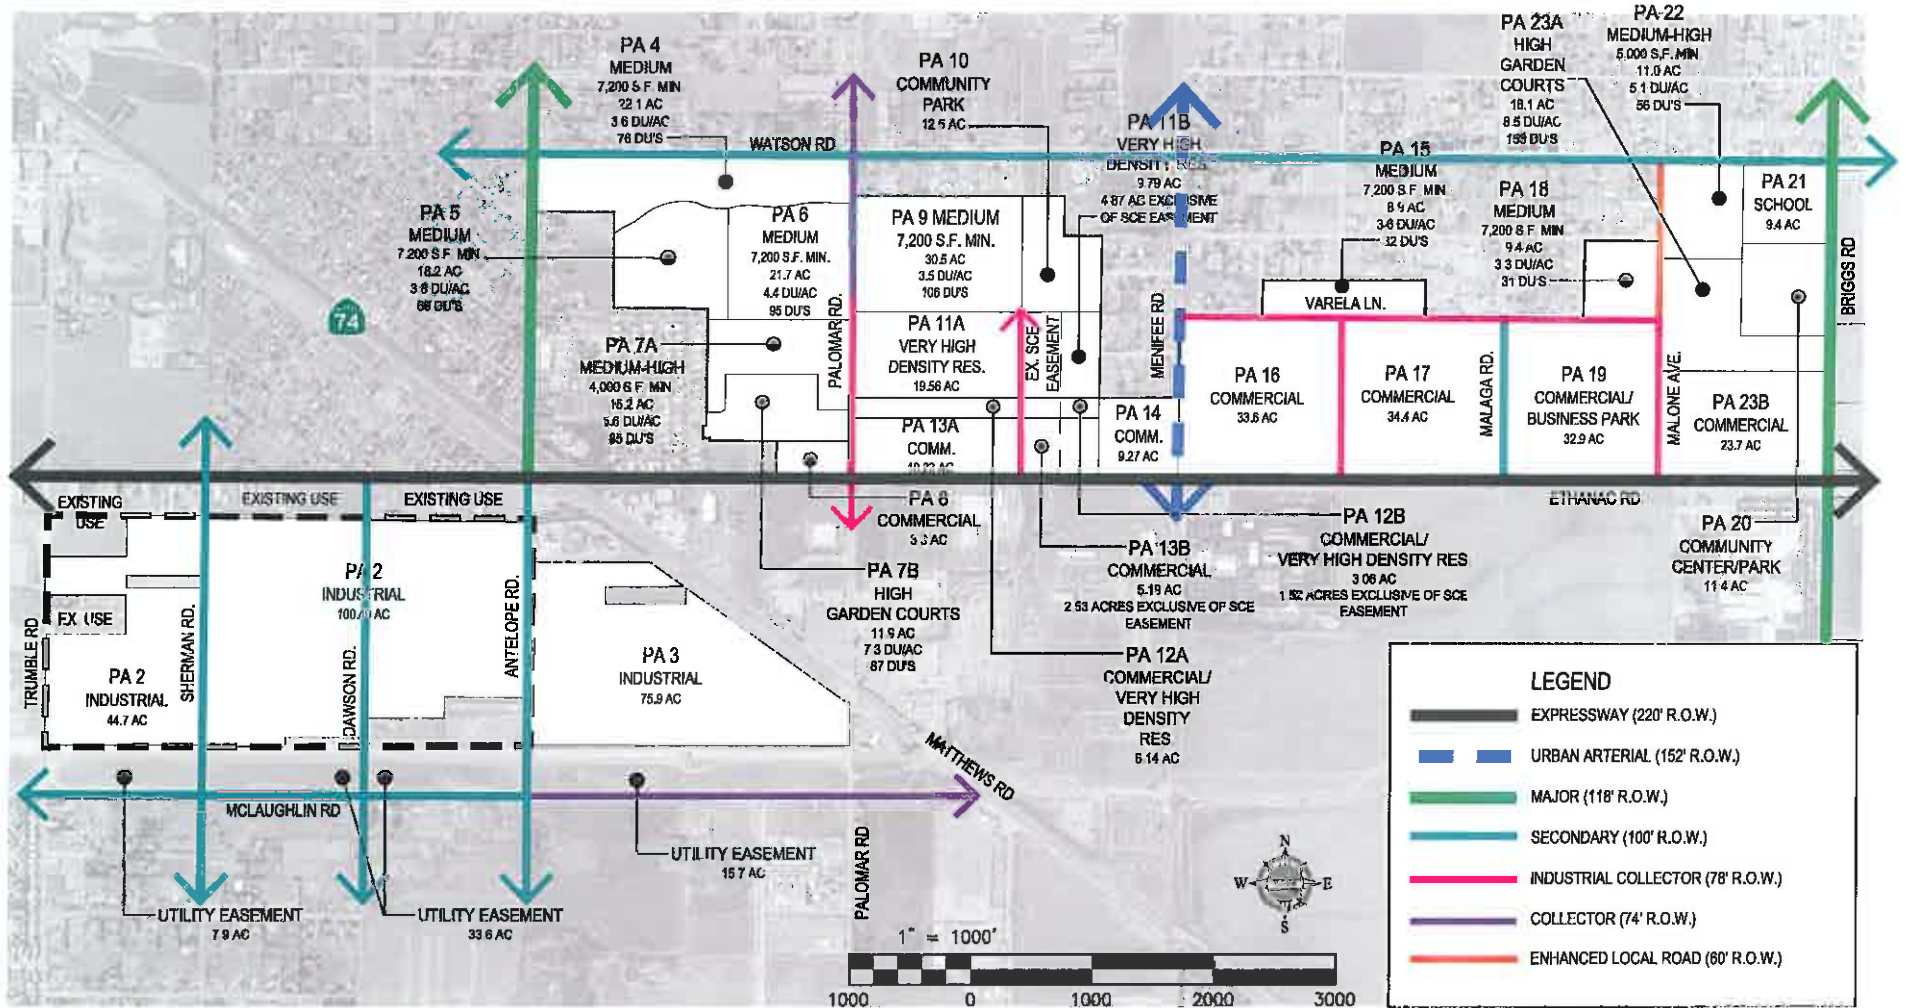 PA 4
MEDIUM
7,200 S.F. MIN
22.1 AC
3.6 DU/AC
76 DU'S
PA 10
COMMUNITY
PARK
12.5 AC
PA 23A
HIGH
GARDEN
COURTS
18.1 AC
8.5 DU/AC
153 DU'S
PA 22
MEDIUM-HIGH
5,000 S.F. MIN
11.0 AC
5.1 DU/AC
56 DU'S
WATSON RD
PA 11B
VERY HIGH
DENSITY RES
9.79 AC
4.87 AC EXCLUSIVE
OF SCE EASEMENT
PA 15
MEDIUM
7,200 S.F. MIN
8.9 AC
3.6 DU/AC
32 DU'S
PA 18
MEDIUM
7,200 S.F. MIN
9.4 AC
3.3 DU/AC
31 DU'S
PA 21
SCHOOL
9.4 AC
PA 5
MEDIUM
7,200 S.F. MIN
18.2 AC
3.8 DU/AC
PA 6
MEDIUM
7,200 S.F. MIN.
21.7 AC
4.4 DU/AC
95 DU'S
PA 9 MEDIUM
7,200 S.F. MIN.
30.5 AC
3.5 DU/AC
106 DU'S
74
PALOMAR RD.
VARELA LN.
MENIFEE RD
BRIGGS RD
PA 7A
MEDIUM-HIGH
4,000 S.F. MIN
5.6 DU/AC
PA 11A
VERY HIGH
DENSITY RES.
19.56 AC
EX. SCE
EASEMENT
PA 16
COMMERCIAL
33.6 AC
PA 17
COMMERCIAL
34.4 AC
MALAGA RD.
PA 19
COMMERCIAL/
BUSINESS PARK
32.9 AC
MALONE AVE.
PA 23B
COMMERCIAL
23.7 AC
PA 13A
COMM.
PA 14
COMM.
9.27 AC
EXISTING
USE
EXISTING USE
EXISTING USE
ETHANAC RD
PA 8
COMMERCIAL
3.3 AC
PA 13B
COMMERCIAL
5.19 AC
2.53 ACRES EXCLUSIVE OF SCE
EASEMENT
PA 12B
COMMERCIAL/
VERY HIGH DENSITY RES
3.06 AC
1.52 ACRES EXCLUSIVE OF SCE
EASEMENT
PA 20
COMMUNITY
CENTER/PARK
11.4 AC
PA 7B
HIGH
GARDEN COURTS
11.9 AC
7.3 DU/AC
87 DU'S
PA 2
INDUSTRIAL
EX. USE
TRUMBLE RD
SHERMAN RD.
DAWSON RD.
ANTELOPE RD.
PA 2
INDUSTRIAL
44.7 AC
PA 3
INDUSTRIAL
75.9 AC
PA 12A
COMMERCIAL/
VERY HIGH
DENSITY
RES
6.14 AC
MATTHEWS RD
MCLAUGHLIN RD
UTILITY EASEMENT
15.7 AC
PALOMAR RD
UTILITY EASEMENT
7.9 AC
UTILITY EASEMENT
33.6 AC
N
W
E
S
1" = 1000'
1000
0
1000
2000
3000
LEGEND
EXPRESSWAY (220' R.O.W.)
URBAN ARTERIAL (152' R.O.W.)
MAJOR (118' R.O.W.)
SECONDARY (100' R.O.W.)
INDUSTRIAL COLLECTOR (78' R.O.W.)
COLLECTOR (74' R.O.W.)
ENHANCED LOCAL ROAD (60' R.O.W.)